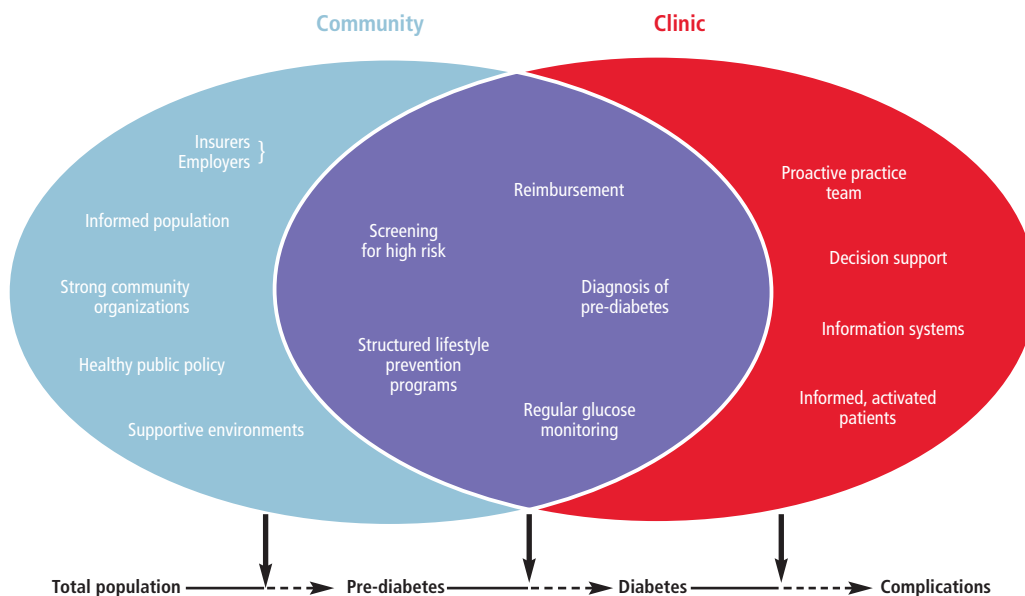 Community
Clinic
Insurers
Employers }
Informed population
Strong community
organizations
Healthy public policy
Supportive environments
Reimbursement
Screening
for high risk
Diagnosis of
pre-diabetes
Structured lifestyle
prevention
programs
Regular glucose
monitoring
Proactive practice
team
Decision support
Information systems
Informed, activated
patients
Total population
Pre-diabetes
Diabetes
Complications